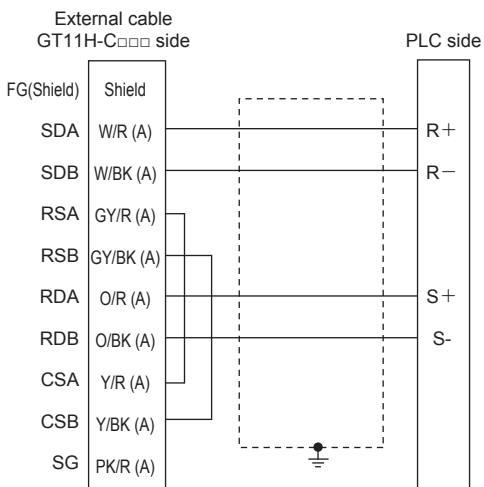 External cable
GT11H-C□□□ side
PLC side
FG(Shield) Shield
SDA W/R (A) R+
SDB W/BK (A) R−
RSA GY/R (A)
RSB GY/BK (A)
RDA O/R (A) S+
RDB O/BK (A) S-
CSA Y/R (A)
CSB Y/BK (A)
SG PK/R (A)